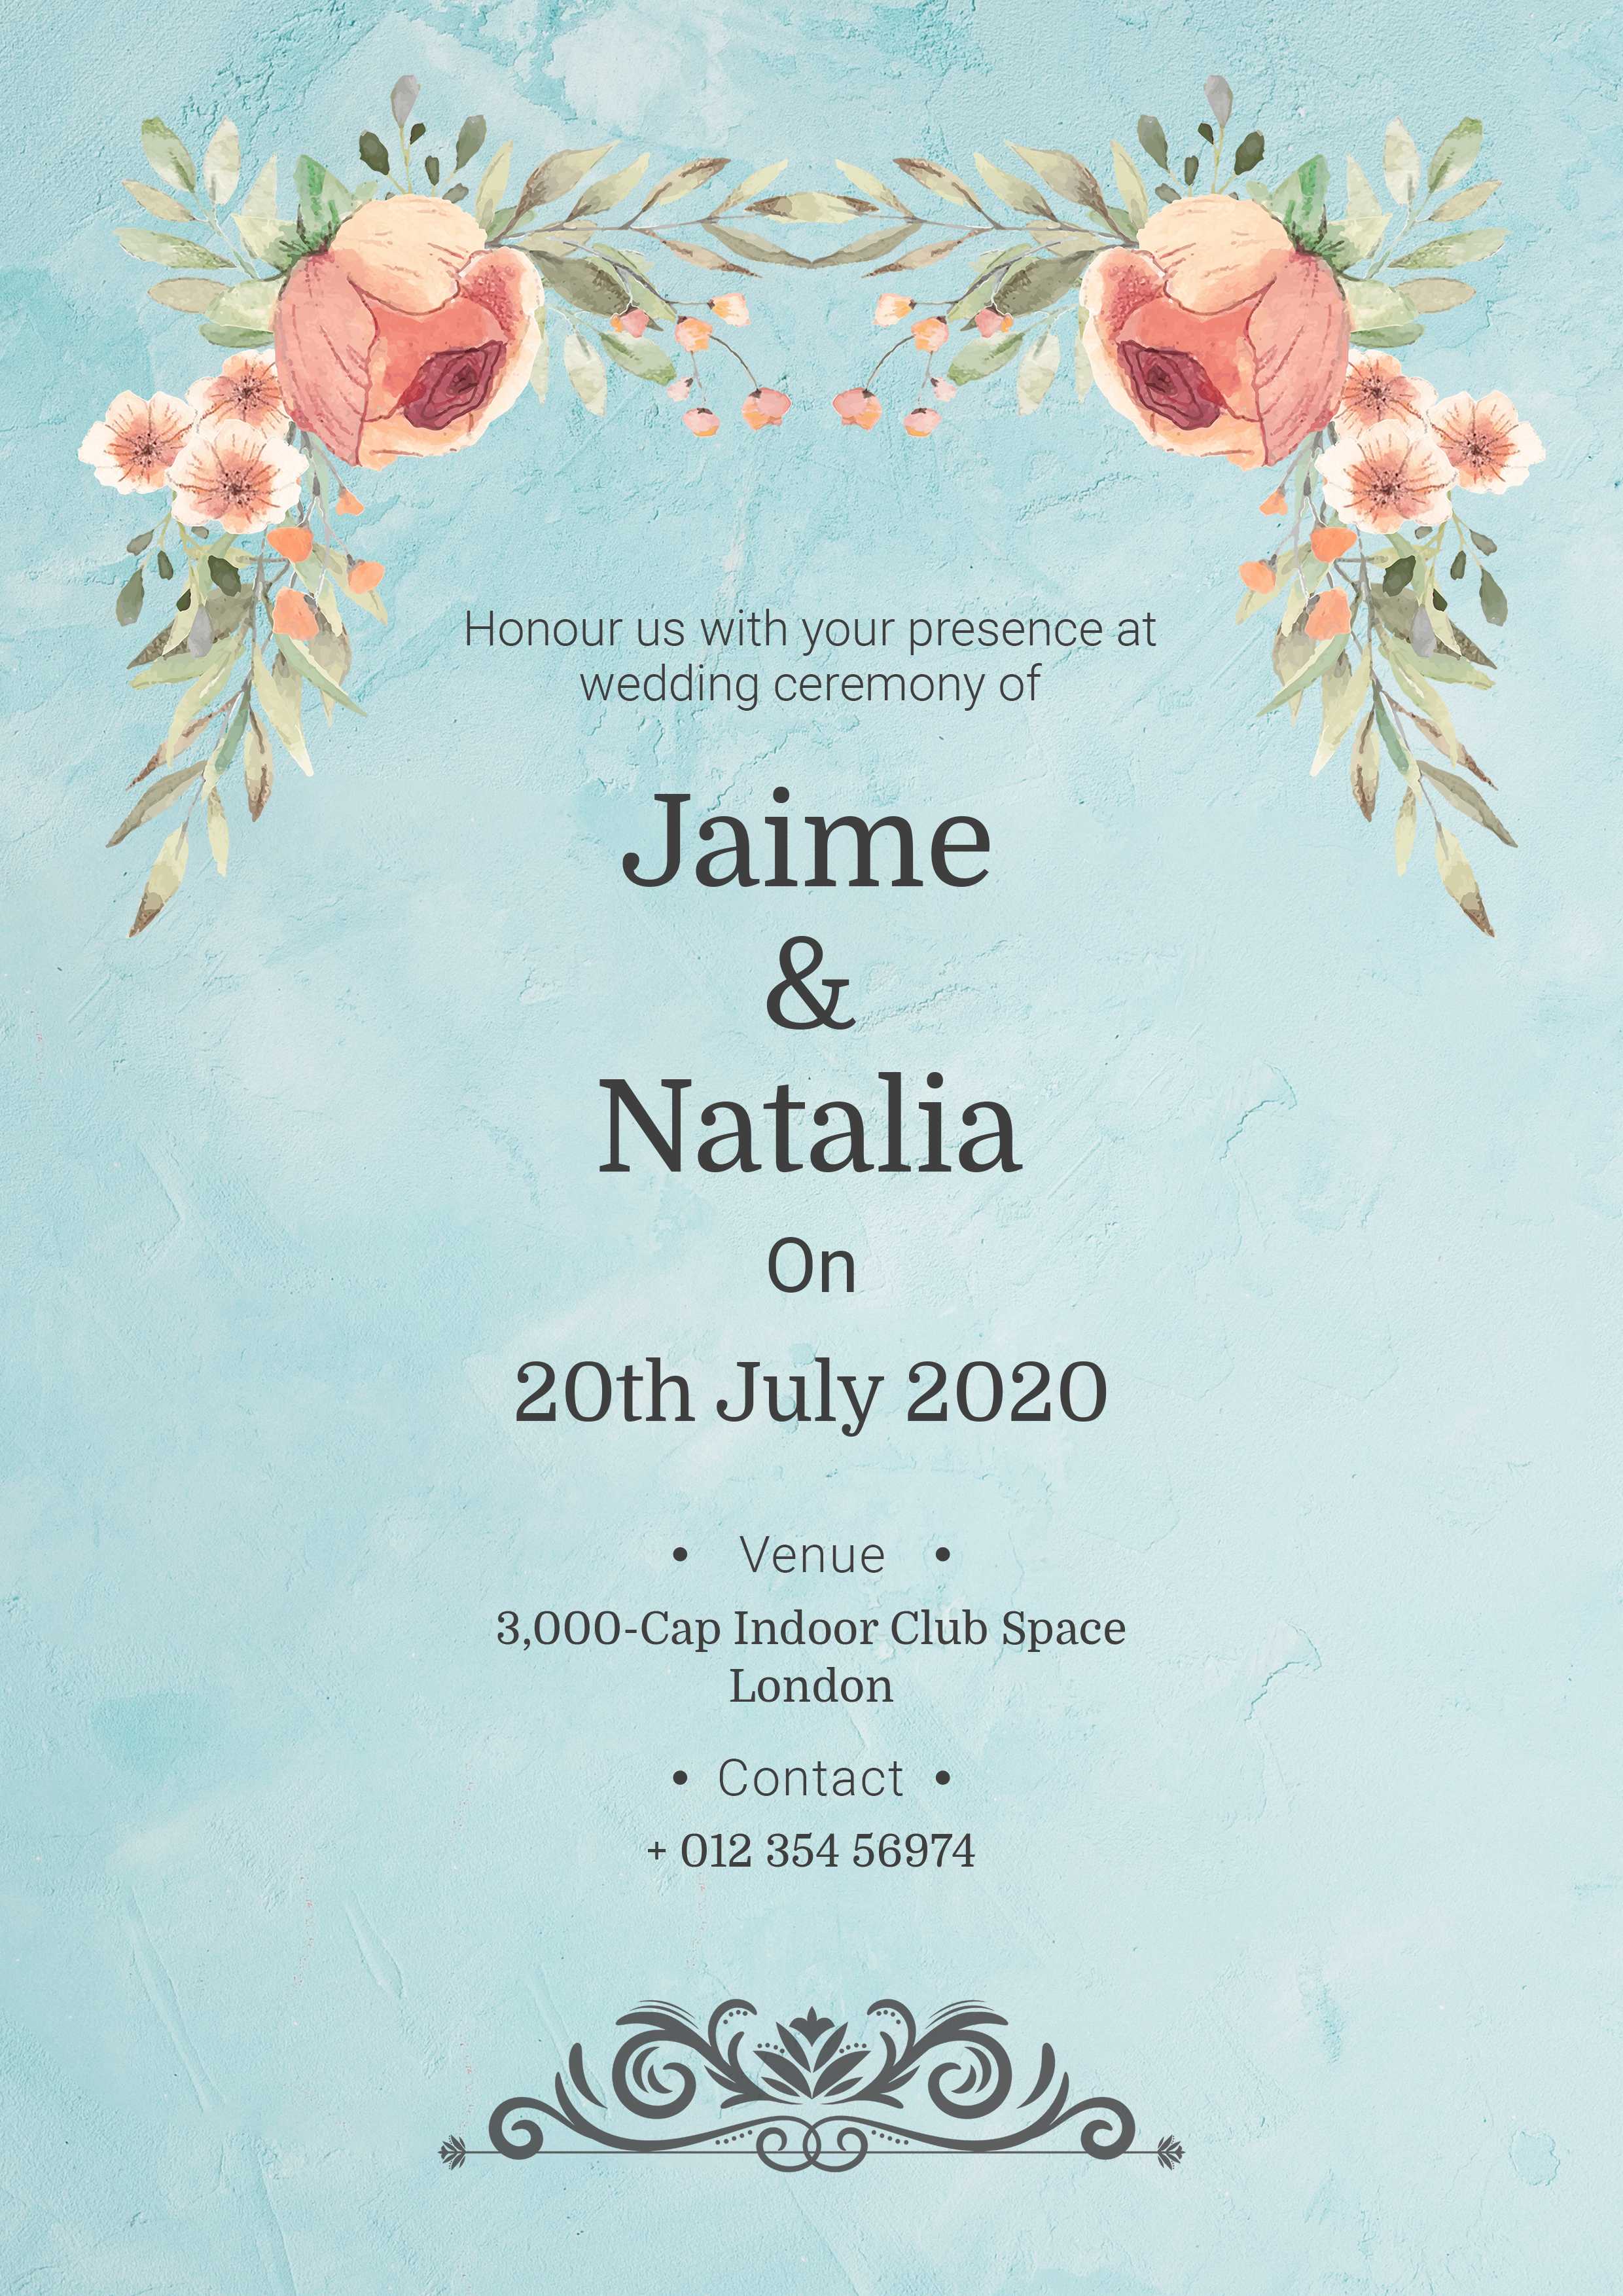 Honour us with your presence at
wedding ceremony of
Jaime
&
Natalia
On
20th July 2020
• Venue •
3,000-Cap Indoor Club Space
London
• Contact •
+ 012 354 56974